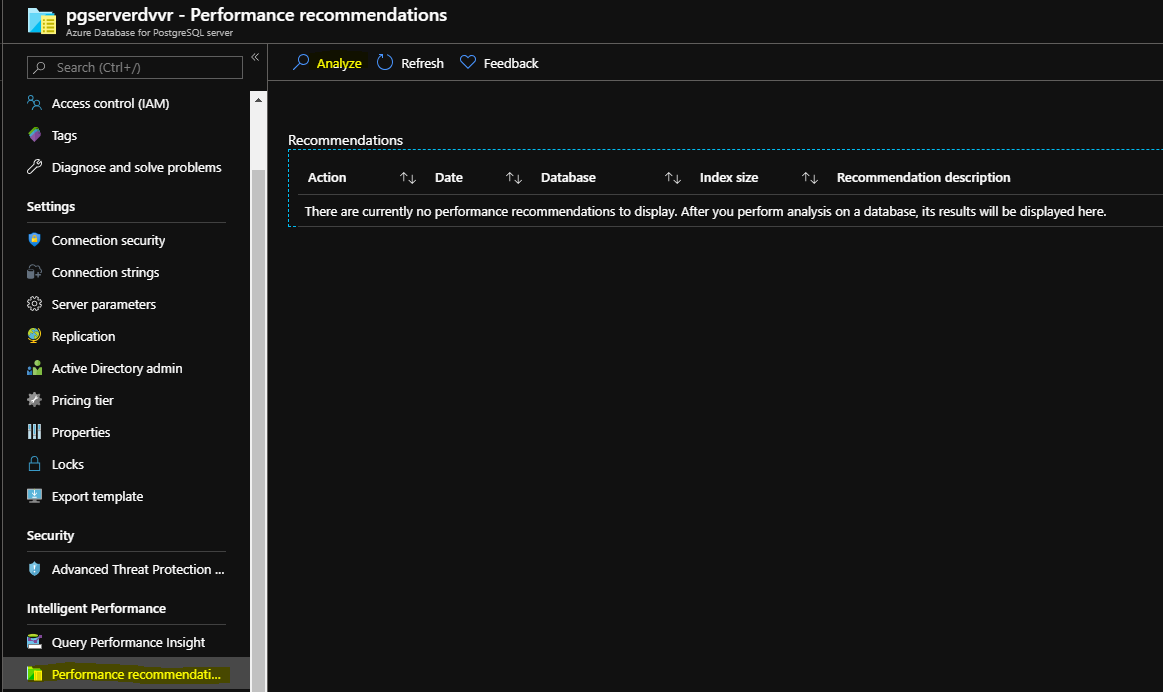 pgserverdvvr - Performance recommendations
Azure Database for PostgreSQL server
Search (Ctrl+/)
«
Analyze Refresh Feedback
Access control (IAM)
Tags
Diagnose and solve problems
Settings
Connection security
Connection strings
Server parameters
Replication
Active Directory admin
Pricing tier
Properties
Locks
Export template
Security
Advanced Threat Protection ...
Intelligent Performance
Query Performance Insight
Performance recommendati...
Recommendations
Action ↑↓ Date ↑↓ Database ↑↓ Index size ↑↓ Recommendation description
There are currently no performance recommendations to display. After you perform analysis on a database, its results will be displayed here.